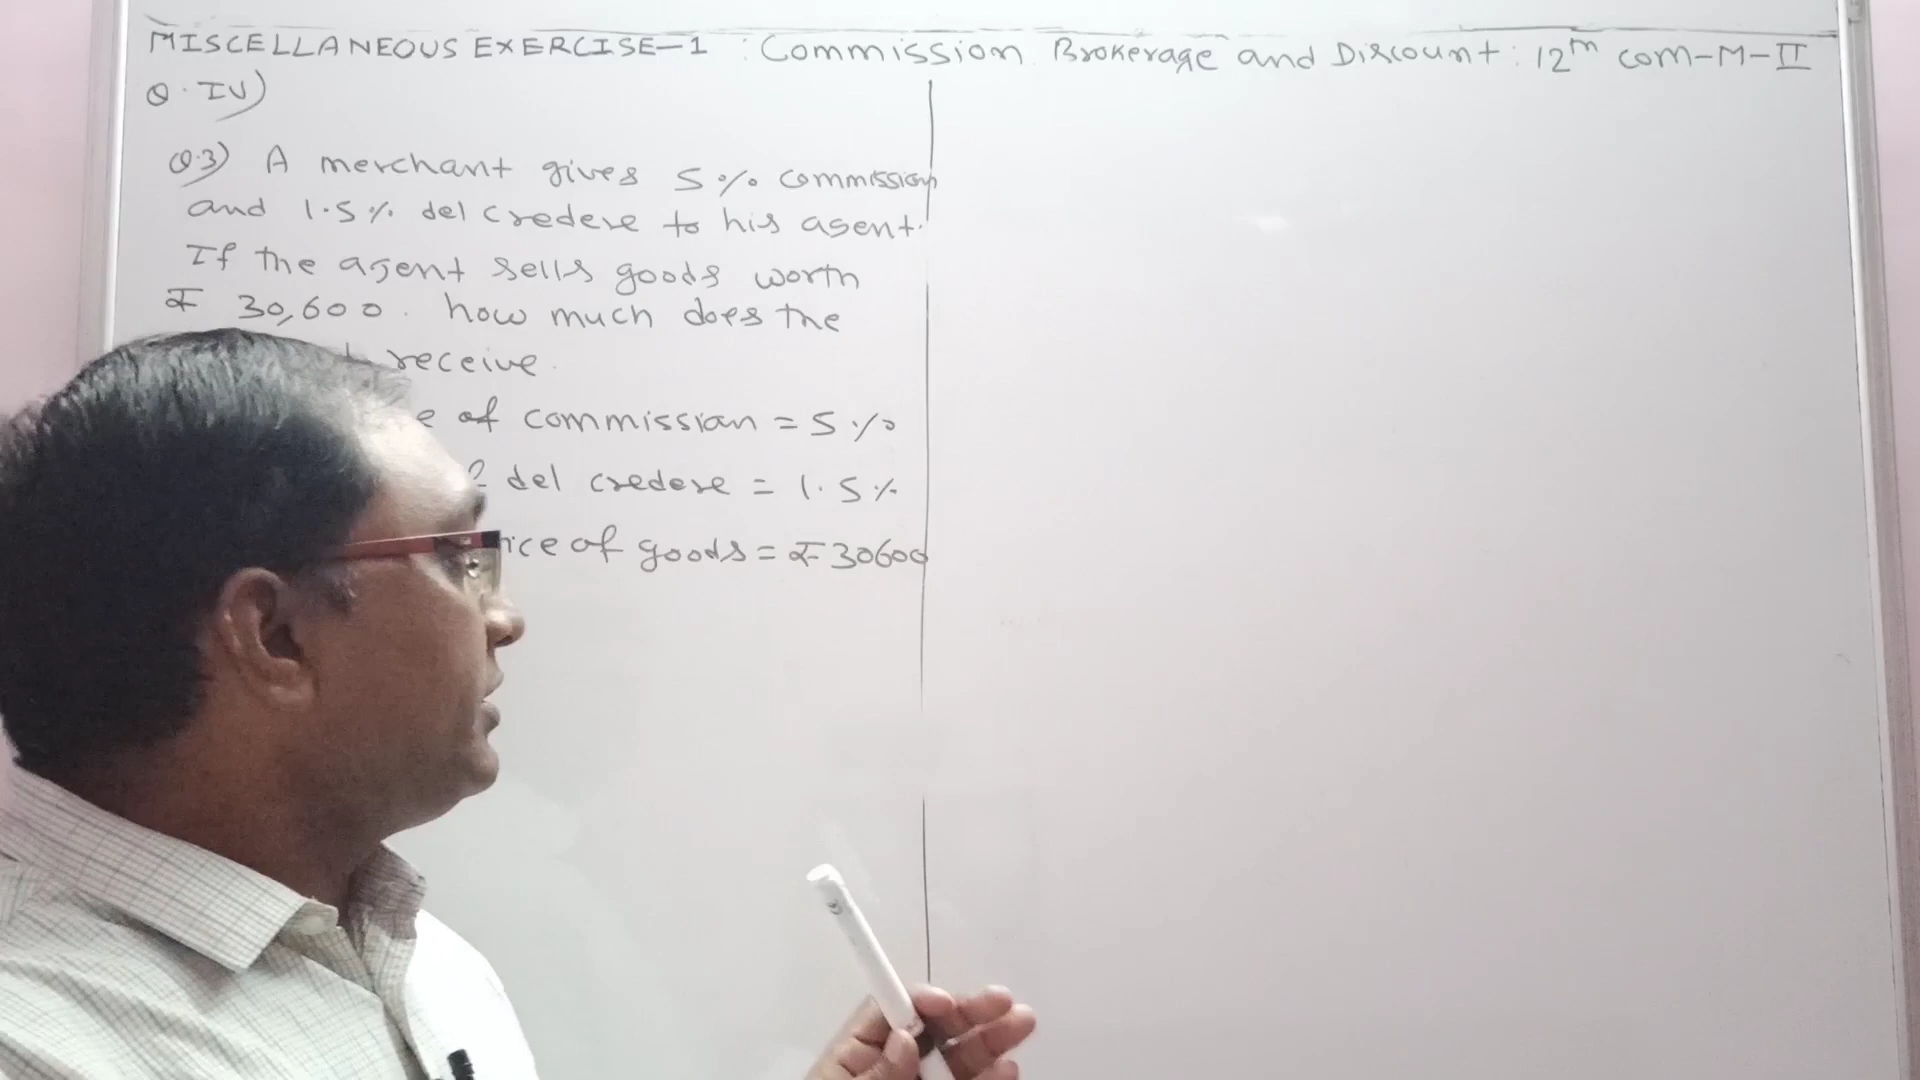 MISCELLANEOUS EXERCISE-1 : Commission Brokerage and Discount : 12th com-M-II
Q. IV)
Q.3) A merchant gives 5% commission
and 1.5% del credere to his agent.
If the agent sells goods worth
₹ 30,600. how much does the
receive.
of commission = 5%
del credere = 1.5%
of goods = ₹ 30600